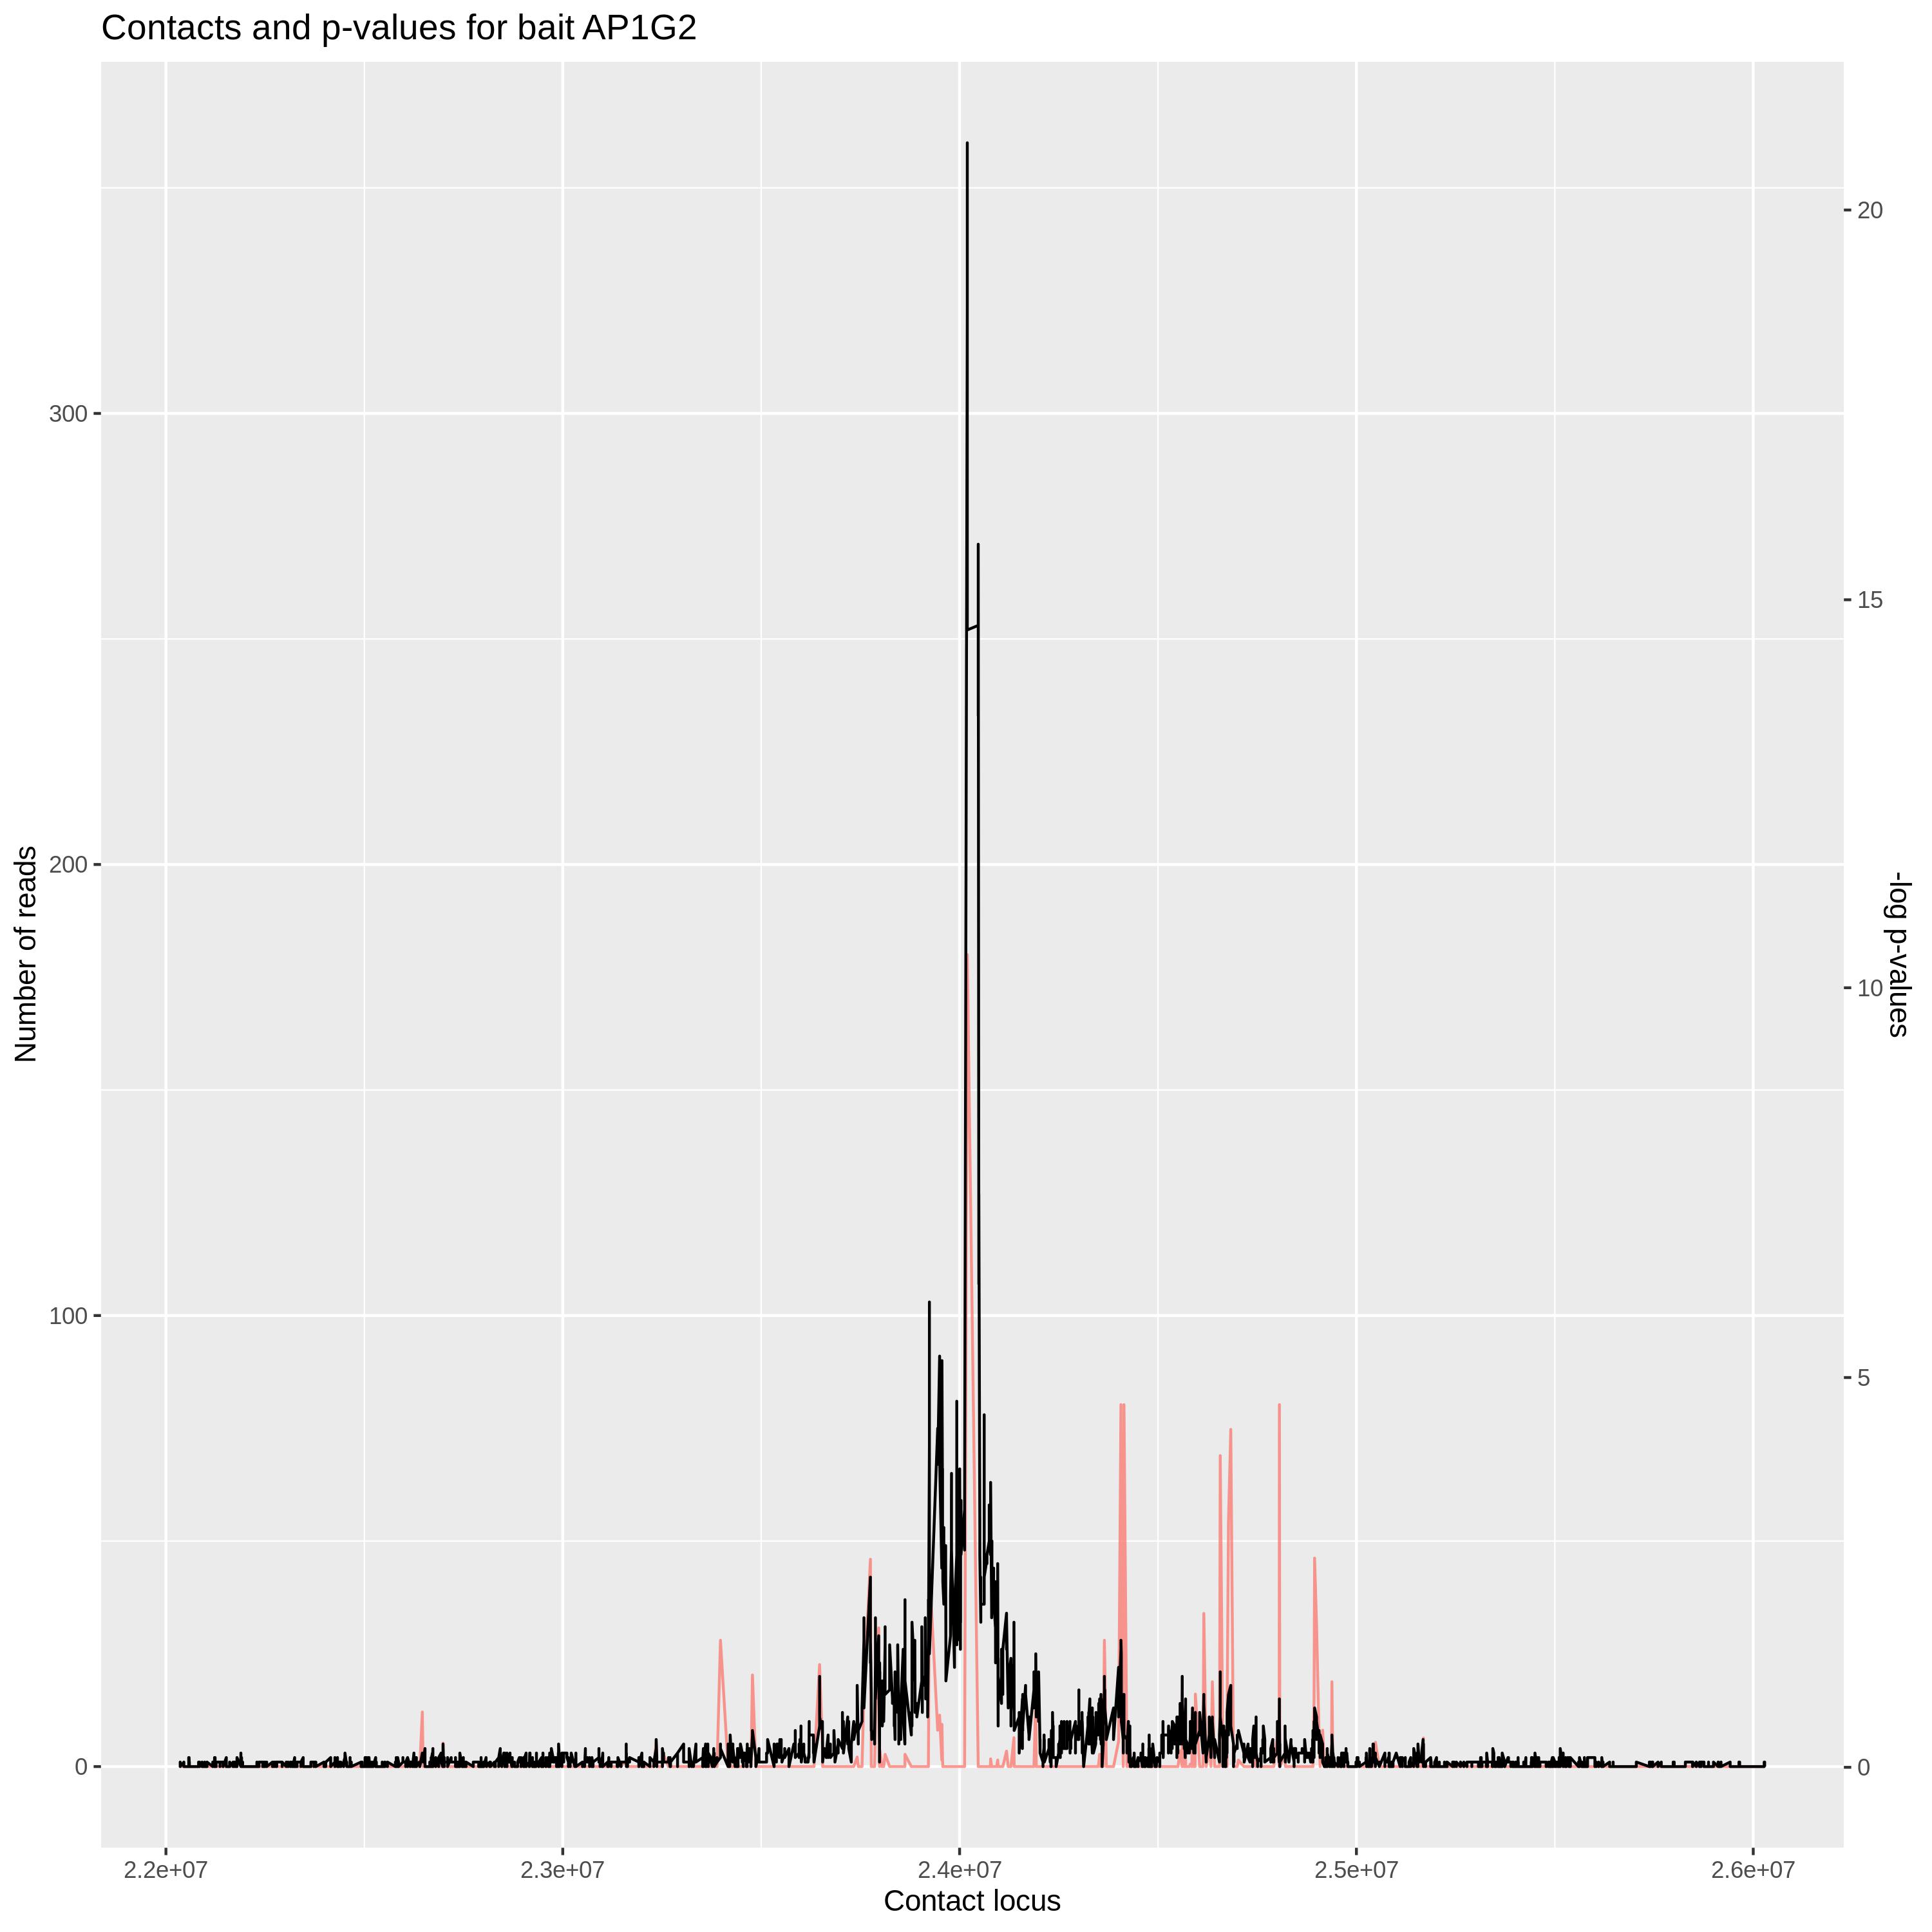 Contacts and p-values for bait AP1G2
Number of reads
300
200
100
0
20
15
10
5
0
-log p-values
2.2e+07 2.3e+07 2.4e+07 2.5e+07 2.6e+07
Contact locus